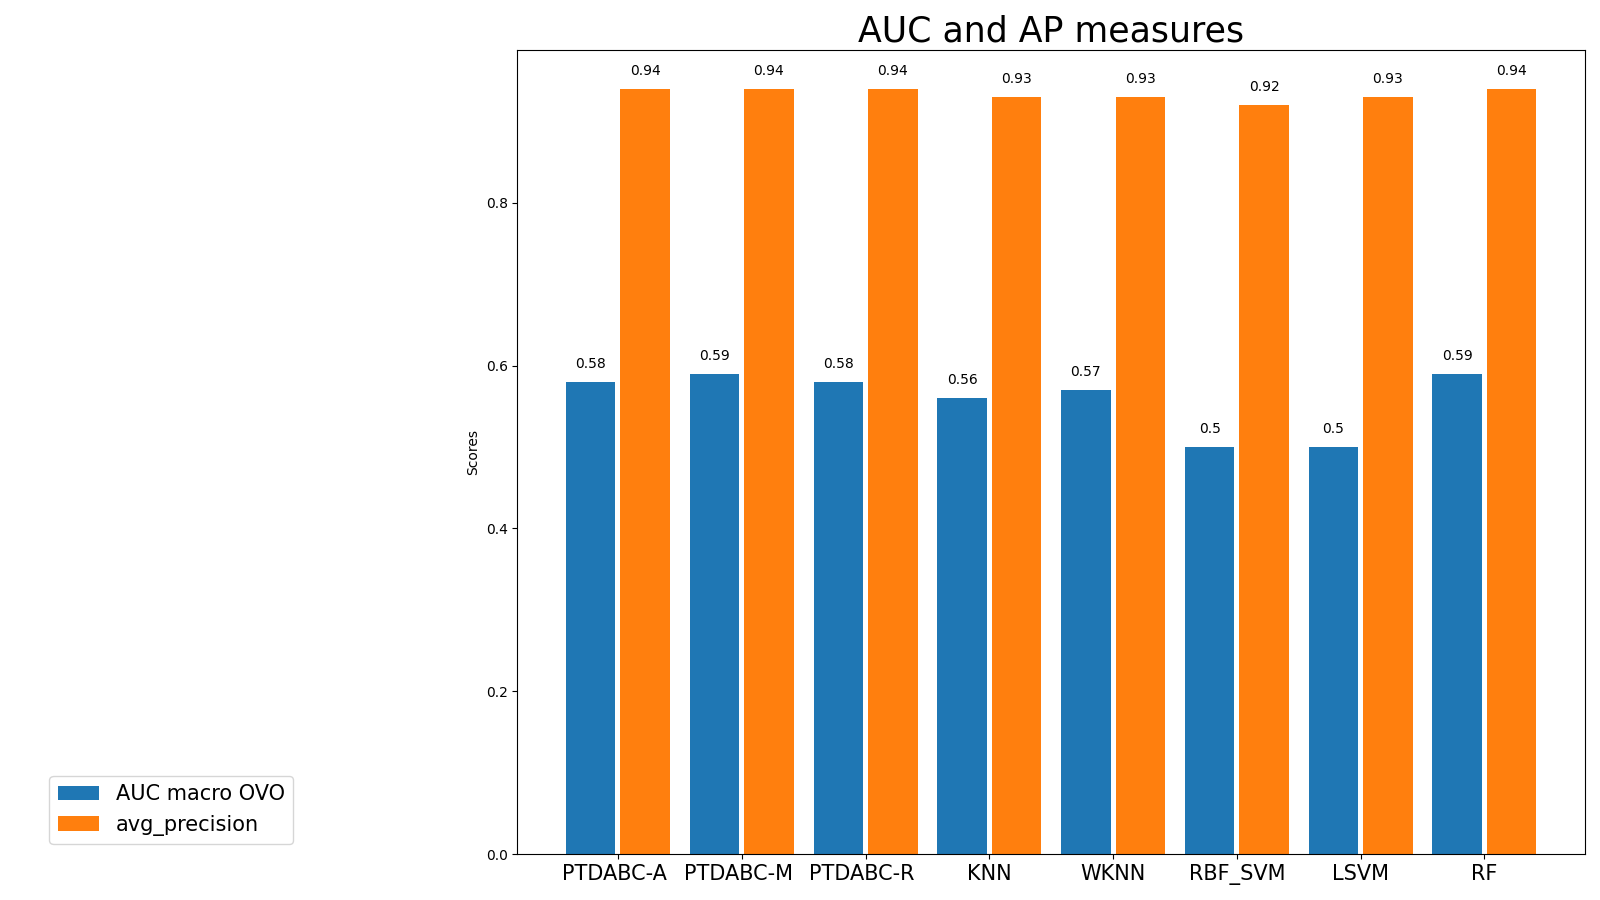 AUC and AP measures
0.94 0.94 0.94 0.93 0.93 0.92 0.93 0.94
0.58 0.59 0.58 0.56 0.57 0.5 0.5 0.59
Scores
0.8
0.6
0.4
0.2
0.0
PTDABC-A PTDABC-M PTDABC-R KNN WKNN RBF_SVM LSVM RF
AUC macro OVO
avg_precision